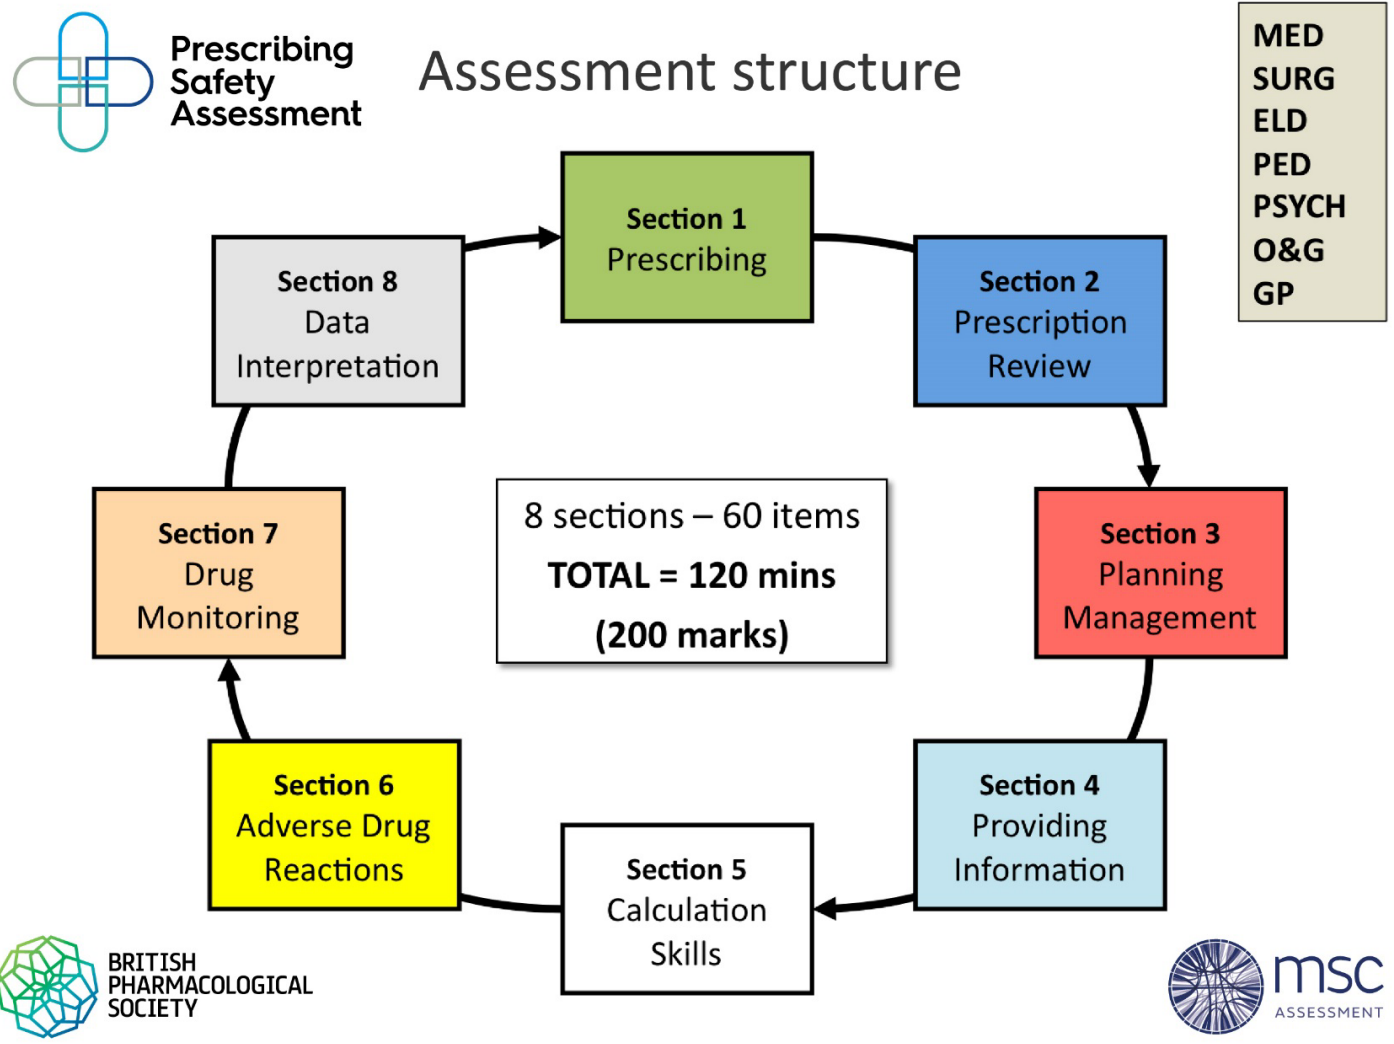 Prescribing
Safety
Assessment
Assessment structure
MED
SURG
ELD
PED
PSYCH
O&G
GP
Section 1
Prescribing
Section 2
Prescription
Review
Section 3
Planning
Management
Section 4
Providing
Information
Section 5
Calculation
Skills
Section 6
Adverse Drug
Reactions
Section 7
Drug
Monitoring
Section 8
Data
Interpretation
8 sections – 60 items
TOTAL = 120 mins
(200 marks)
BRITISH
PHARMACOLOGICAL
SOCIETY
msc
ASSESSMENT